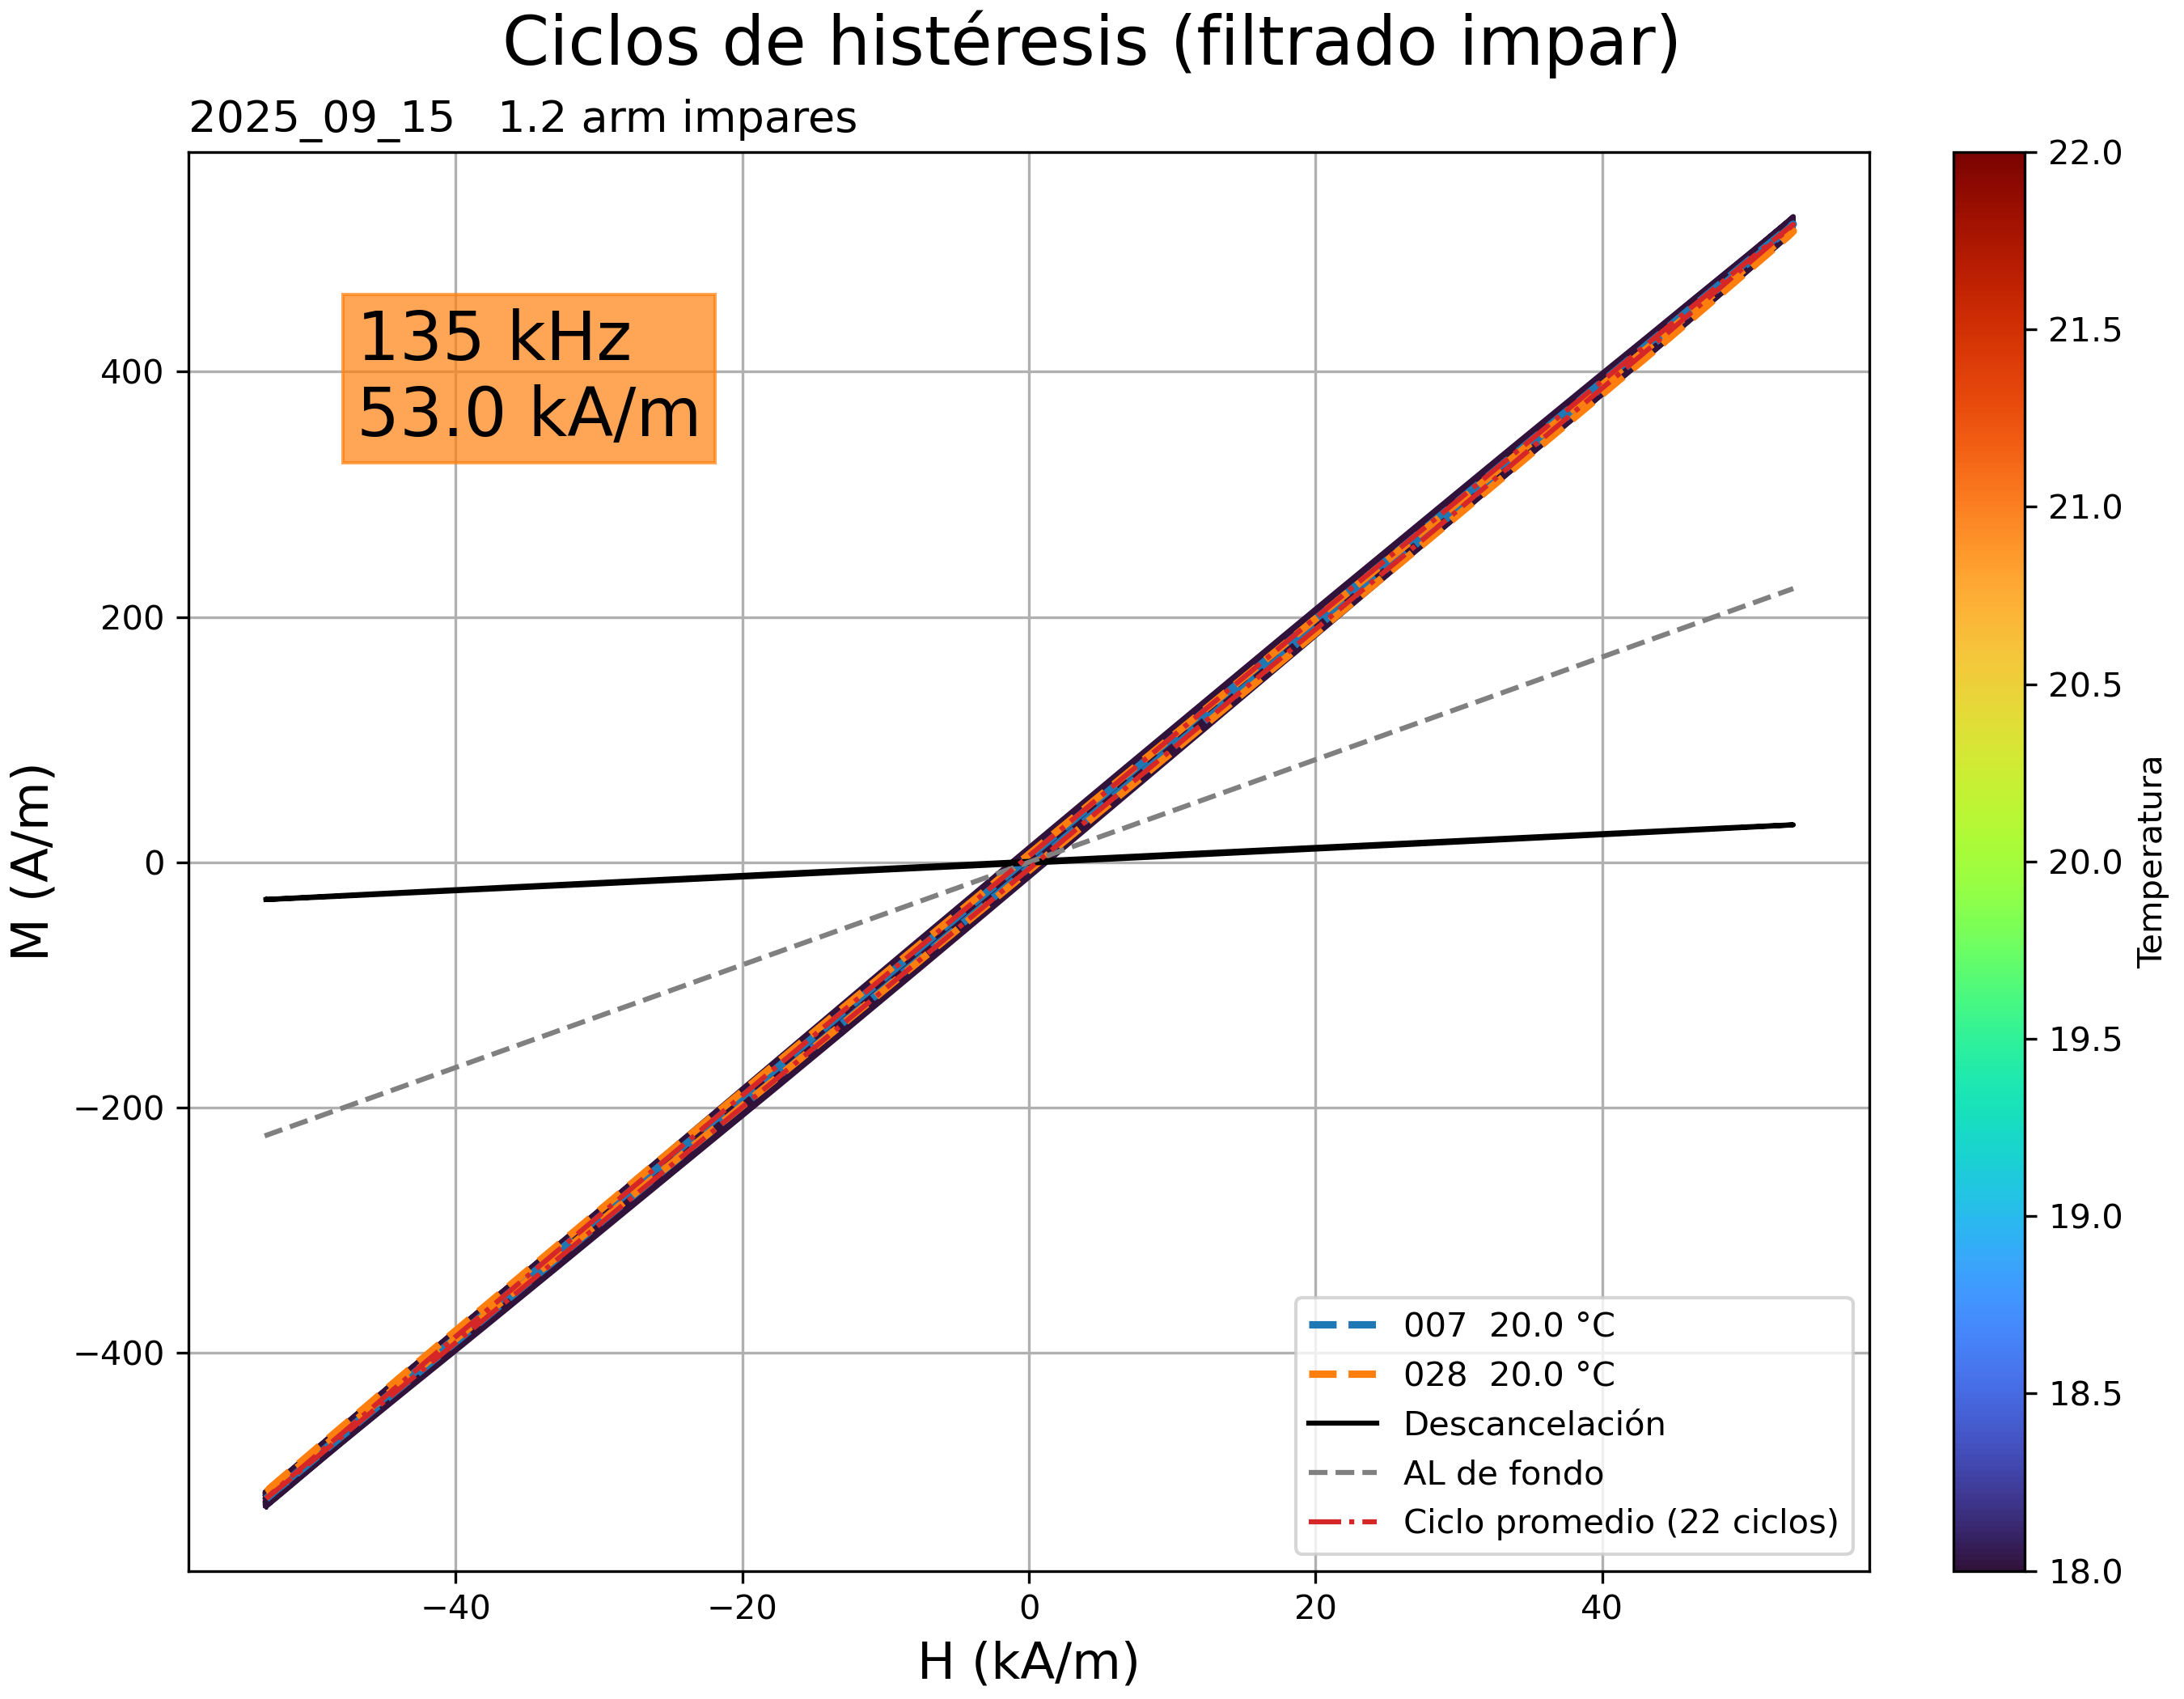 Ciclos de histéresis (filtrado impar)
2025_09_15   1.2 arm impares
135 kHz
53.0 kA/m
M (A/m)
400
200
0
−200
−400
−40
−20
0
20
40
H (kA/m)
007  20.0 °C
028  20.0 °C
Descancelación
AL de fondo
Ciclo promedio (22 ciclos)
22.0
21.5
21.0
20.5
20.0
19.5
19.0
18.5
18.0
Temperatura